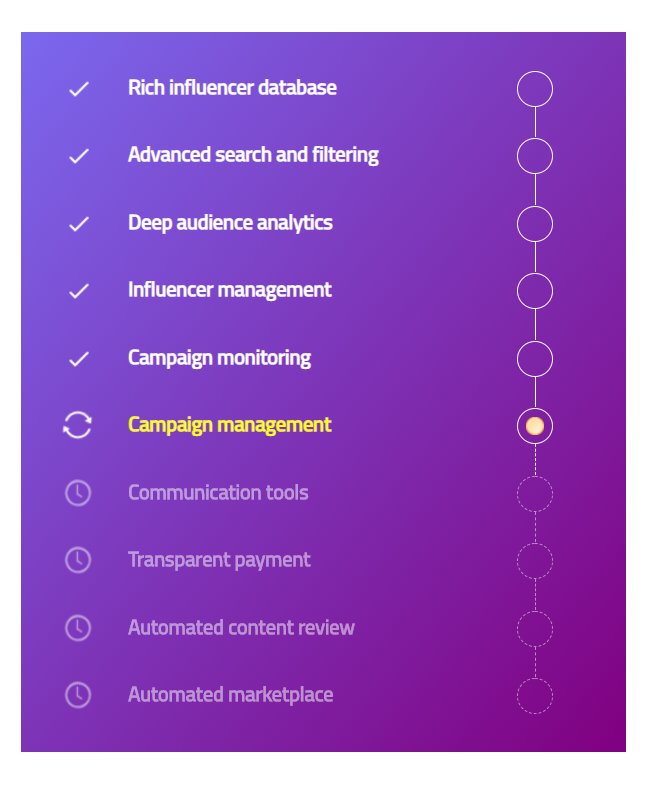 Rich influencer database
Advanced search and filtering
Deep audience analytics
Influencer management
Campaign monitoring
Campaign management
Communication tools
Transparent payment
Automated content review
Automated marketplace